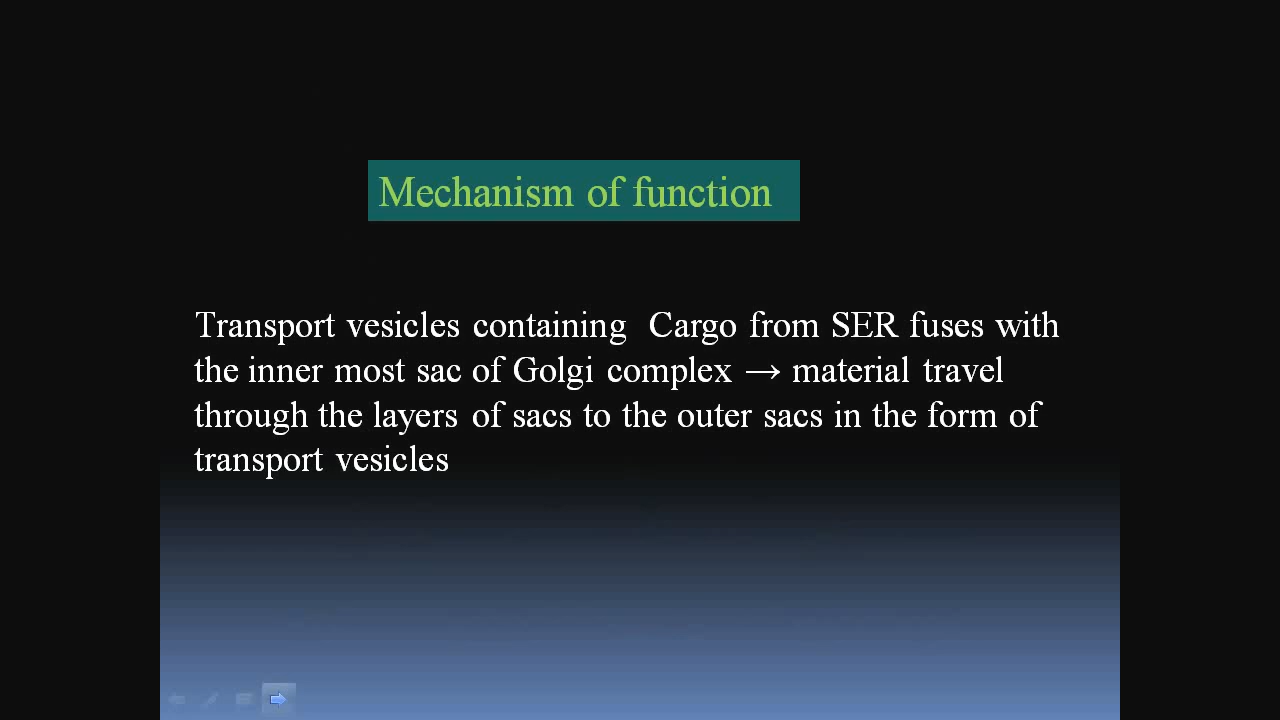 Mechanism of function
Transport vesicles containing Cargo from SER fuses with
the inner most sac of Golgi complex → material travel
through the layers of sacs to the outer sacs in the form of
transport vesicles